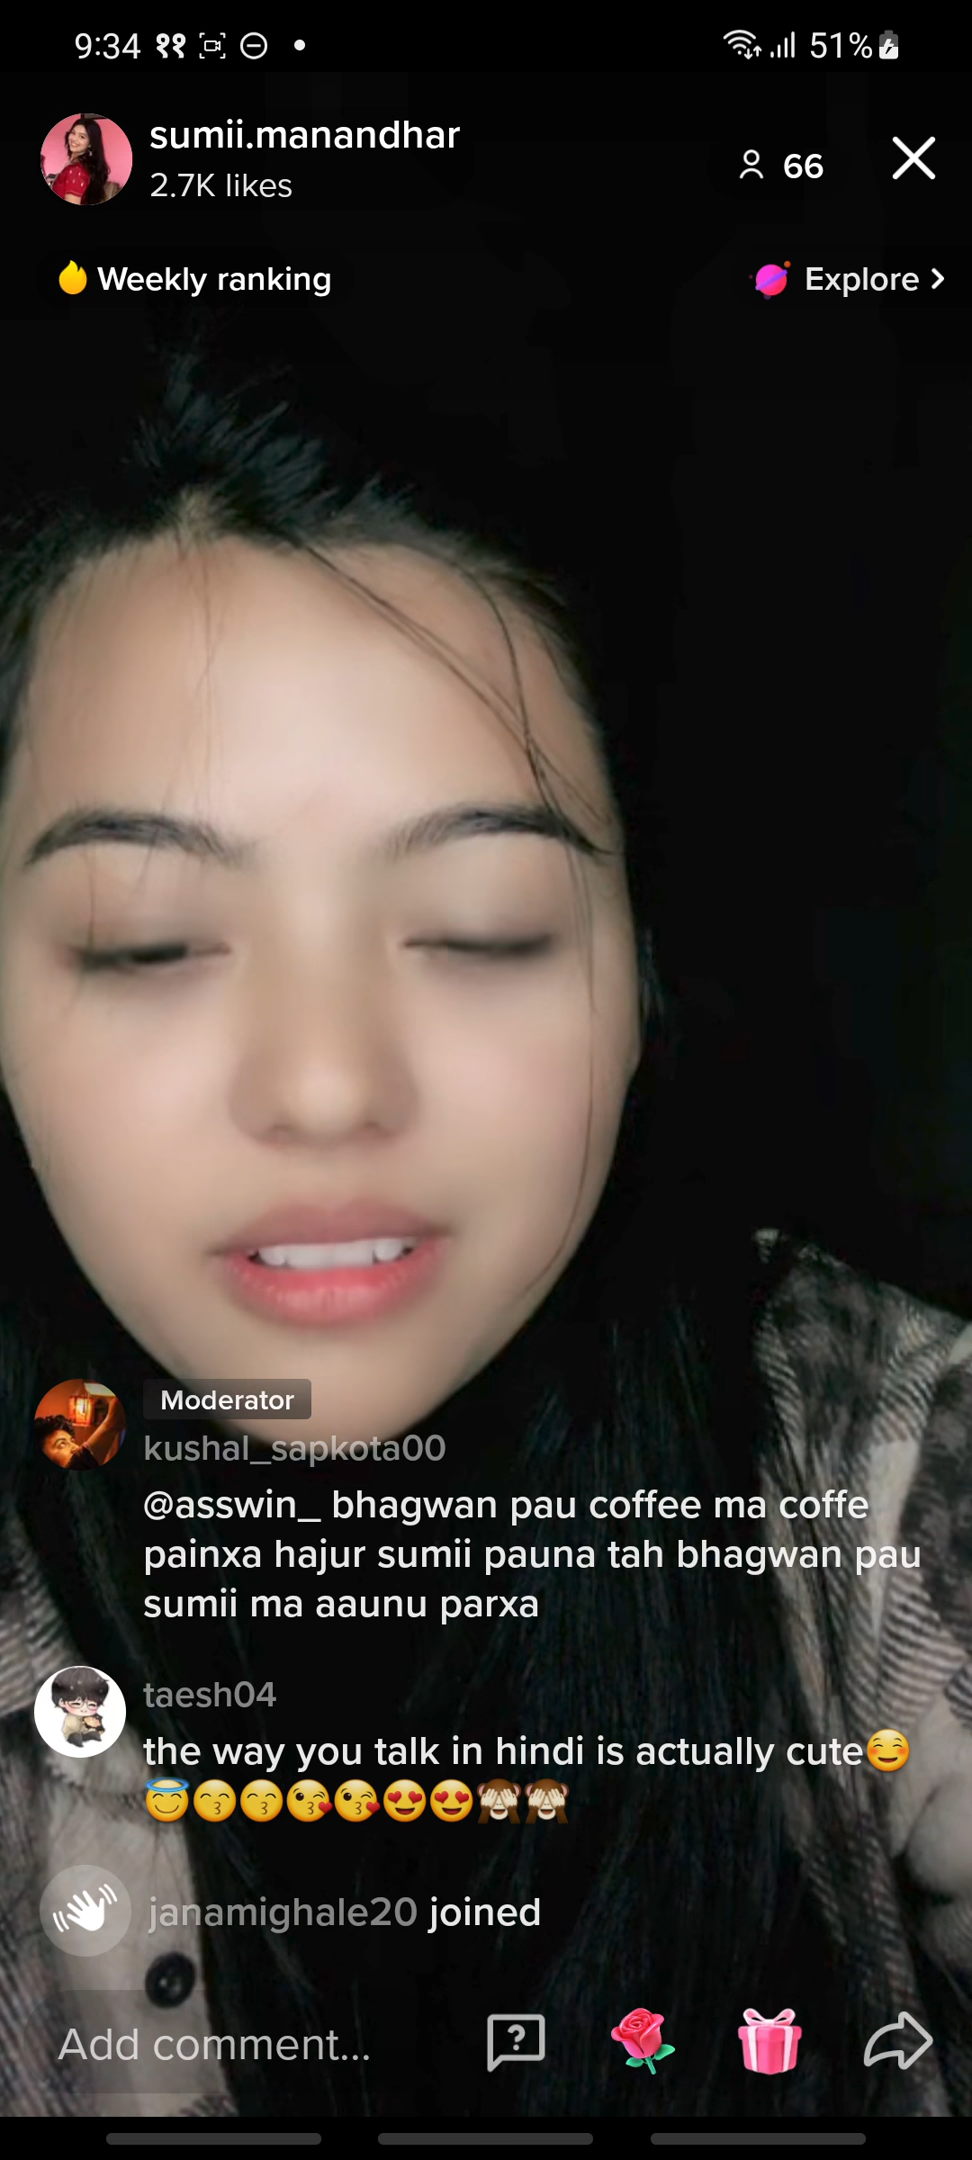 9:34 ११ 51%
sumii.manandhar
2.7K likes
66
Weekly ranking
Explore >
Moderator
kushal_sapkota00
@asswin_ bhagwan pau coffee ma coffe
painxa hajur sumii pauna tah bhagwan pau
sumii ma aaunu parxa
taesh04
the way you talk in hindi is actually cute😊
😇😙😙😘😘😍😍🙈🙈
janamighale20 joined
Add comment...